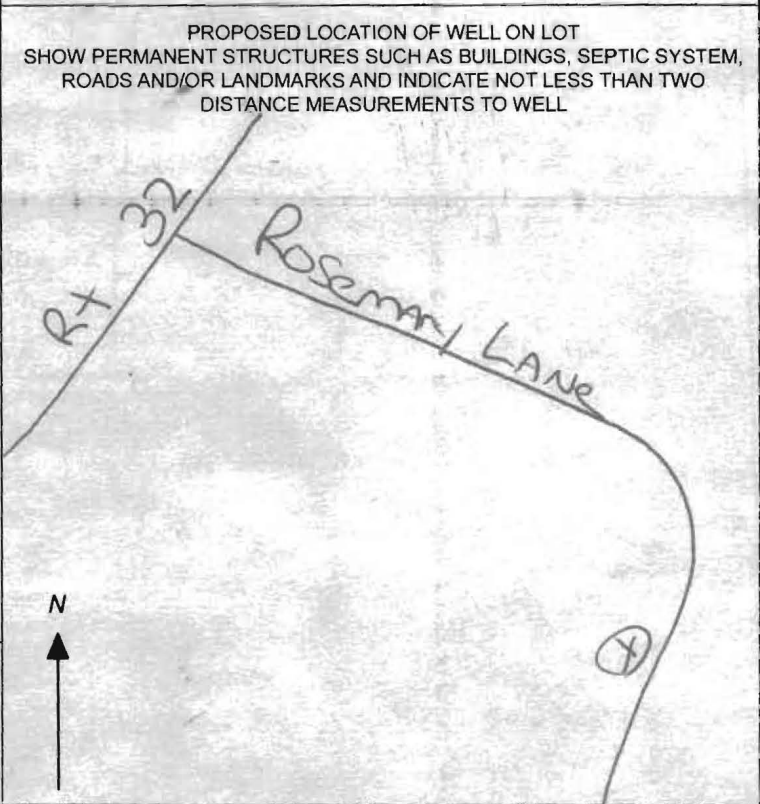 PROPOSED LOCATION OF WELL ON LOT
SHOW PERMANENT STRUCTURES SUCH AS BUILDINGS, SEPTIC SYSTEM,
ROADS AND/OR LANDMARKS AND INDICATE NOT LESS THAN TWO
DISTANCE MEASUREMENTS TO WELL
Rt 32
Rosemary Lane
N
X